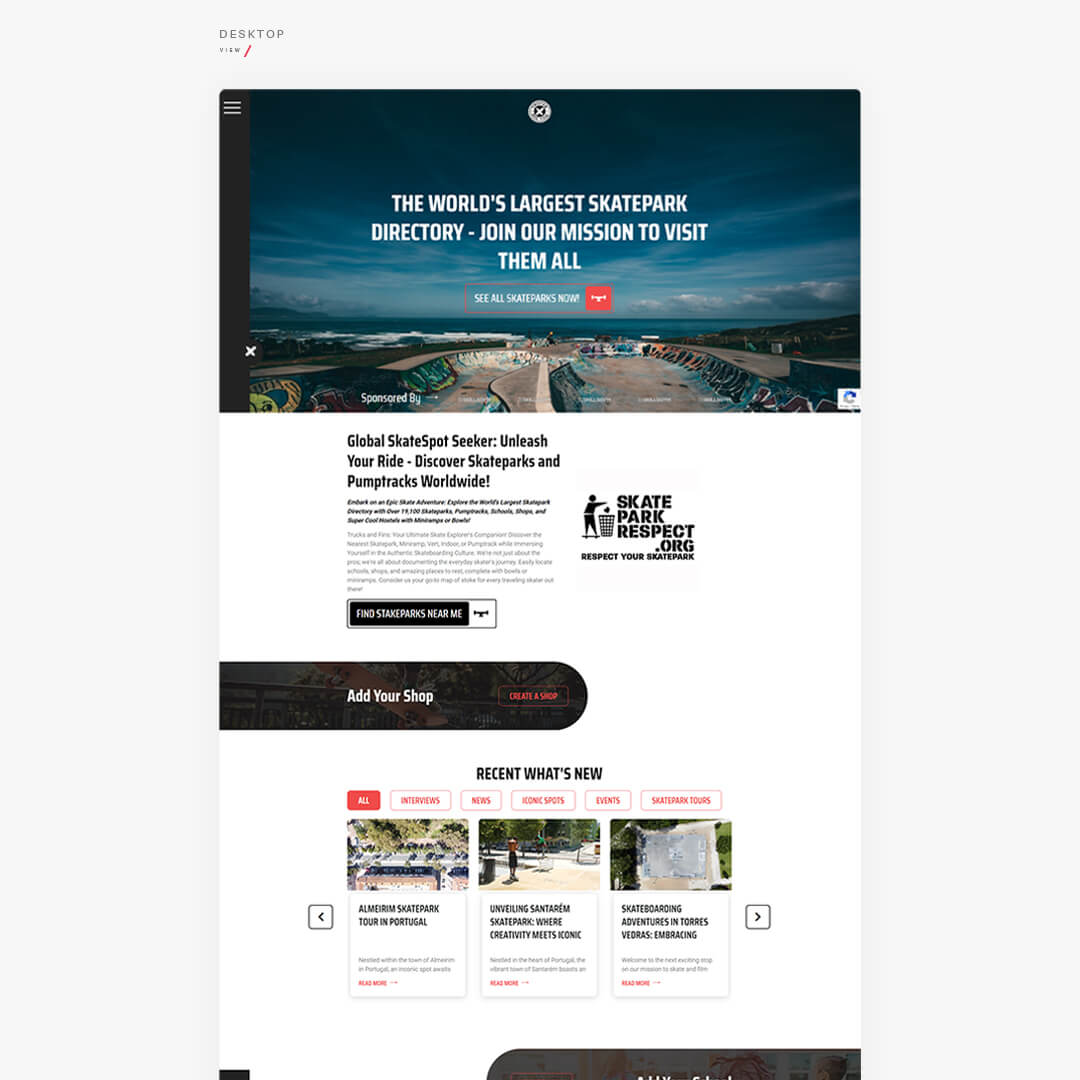 DESKTOP
VIEW
THE WORLD'S LARGEST SKATEPARK
DIRECTORY - JOIN OUR MISSION TO VISIT
THEM ALL
SEE ALL SKATEPARKS NOW!
Sponsored By
Global SkateSpot Seeker: Unleash
Your Ride - Discover Skateparks and
Pumptracks Worldwide!
Embark on an Epic Skate Adventure: Explore the World's Largest Skatepark
Directory with Over 19,100 Skateparks, Pumptracks, Schools, Shops, and
Super Cool Hostels with Miniramps or Bowls!
Trucks and Fins: Your Ultimate Skate Explorer's Companion! Discover the
Nearest Skatepark, Miniramp, Vert, Indoor, or Pumptrack while Immersing
Yourself in the Authentic Skateboarding Culture. We're not just about the
pros; we're all about documenting the everyday skater's journey. Easily locate
schools, shops, and amazing places to rest, complete with bowls or
miniramps. Consider us your go-to map of stoke for every traveling skater out
there!
SKATE
PARK
RESPECT
.ORG
RESPECT YOUR SKATEPARK
FIND STAKEPARKS NEAR ME
Add Your Shop
CREATE A SHOP
RECENT WHAT'S NEW
ALL
INTERVIEWS
NEWS
ICONIC SPOTS
EVENTS
SKATEPARK TOURS
ALMEIRIM SKATEPARK
TOUR IN PORTUGAL
Nestled within the town of Almeirim
in Portugal, an iconic spot awaits
READ MORE
UNVEILING SANTARÉM
SKATEPARK: WHERE
CREATIVITY MEETS ICONIC
Nestled in the heart of Portugal, the
vibrant town of Santarém boasts an
READ MORE
SKATEBOARDING
ADVENTURES IN TORRES
VEDRAS: EMBRACING
Welcome to the next exciting stop
on our mission to skate and film
READ MORE